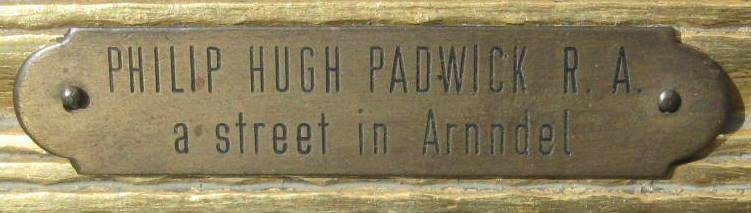 PHILIP HUGH PADWICK R. A.
a street in Arnndel